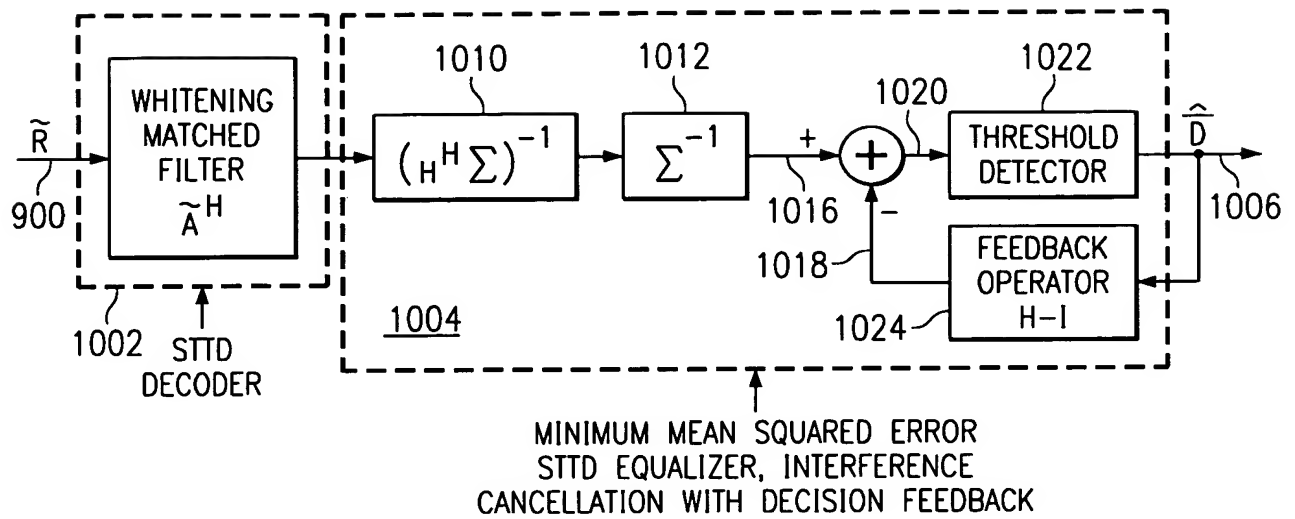 R̃
900
WHITENING
MATCHED
FILTER
Ã^H
1002
STTD
DECODER
1010
(H^H Σ)^-1
1012
Σ^-1
+
1016
1018
-
1020
1022
THRESHOLD
DETECTOR
D̂
1006
FEEDBACK
OPERATOR
H-I
1024
1004
MINIMUM MEAN SQUARED ERROR
STTD EQUALIZER, INTERFERENCE
CANCELLATION WITH DECISION FEEDBACK